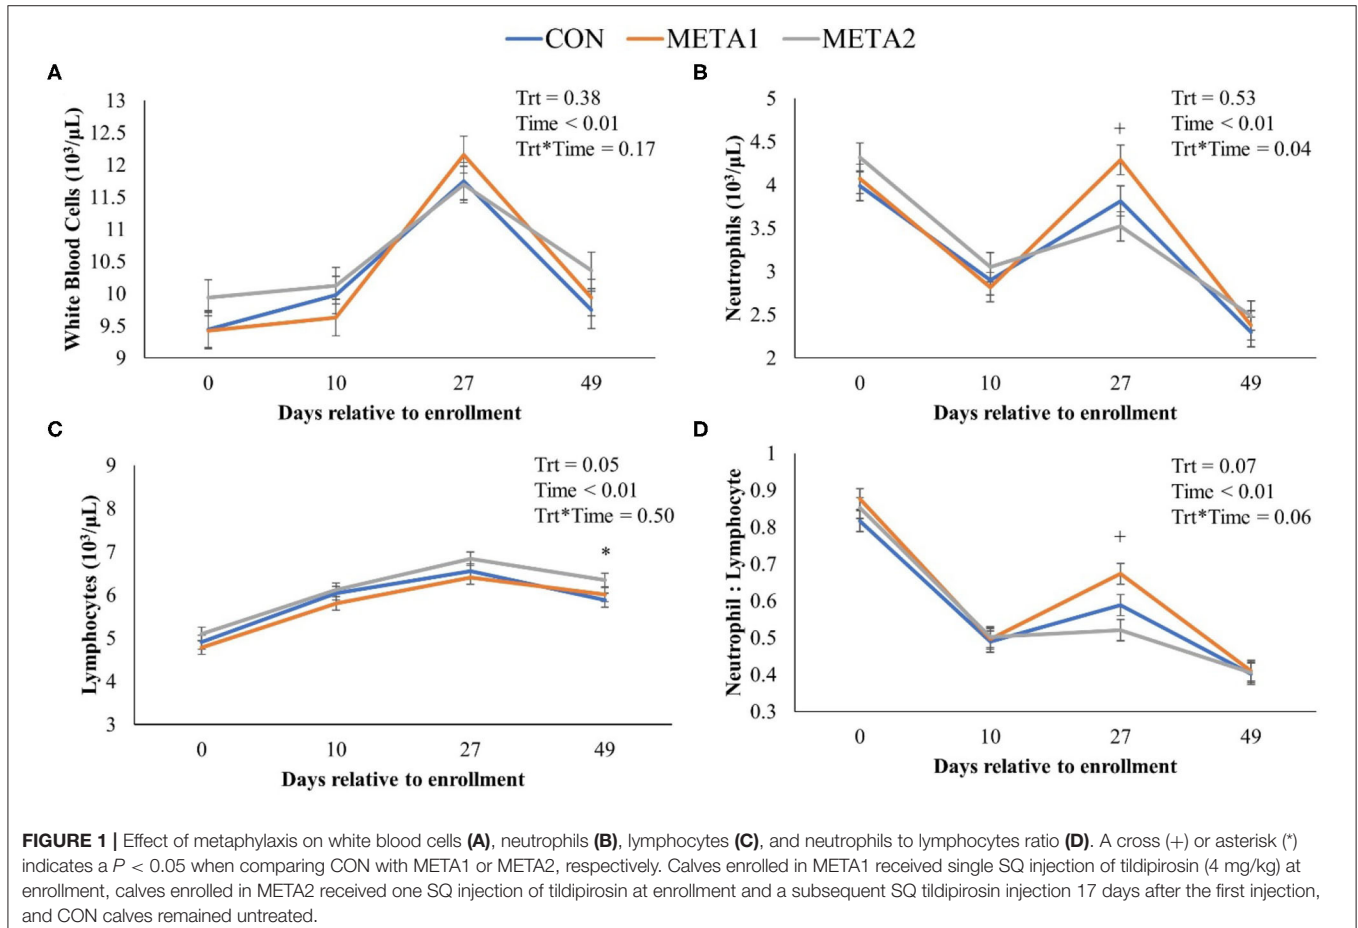 CON META1 META2
A
Trt = 0.38
Time < 0.01
Trt*Time = 0.17
White Blood Cells (10³/µL)
13
12.5
12
11.5
11
10.5
10
9.5
9
0 10 27 49
Days relative to enrollment
B
Trt = 0.53
Time < 0.01
Trt*Time = 0.04
Neutrophils (10³/µL)
5
4.5
4
3.5
3
2.5
2
+
0 10 27 49
Days relative to enrollment
C
Trt = 0.05
Time < 0.01
Trt*Time = 0.50
Lymphocytes (10³/µL)
9
8
7
6
5
4
3
*
0 10 27 49
Days relative to enrollment
D
Trt = 0.07
Time < 0.01
Trt*Time = 0.06
Neutrophil : Lymphocyte
1
0.9
0.8
0.7
0.6
0.5
0.4
0.3
+
0 10 27 49
Days relative to enrollment
FIGURE 1 | Effect of metaphylaxis on white blood cells (A), neutrophils (B), lymphocytes (C), and neutrophils to lymphocytes ratio (D). A cross (+) or asterisk (*)
indicates a P < 0.05 when comparing CON with META1 or META2, respectively. Calves enrolled in META1 received single SQ injection of tildipirosin (4 mg/kg) at
enrollment, calves enrolled in META2 received one SQ injection of tildipirosin at enrollment and a subsequent SQ tildipirosin injection 17 days after the first injection,
and CON calves remained untreated.